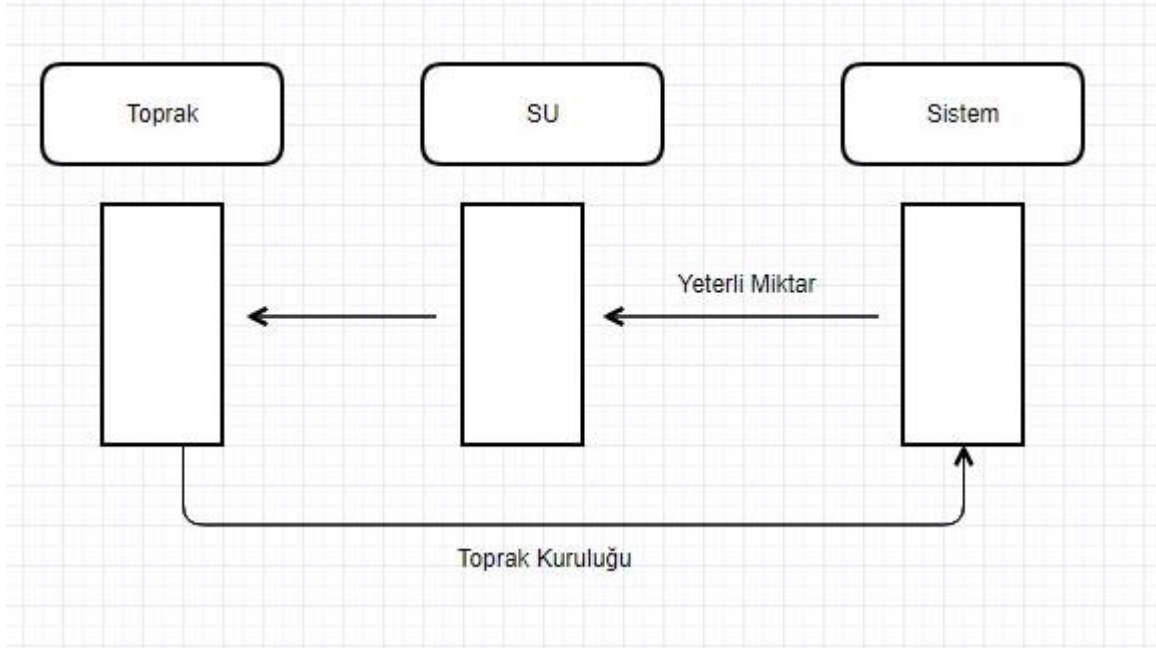 Toprak
SU
Sistem
Yeterli Miktar
Toprak Kuruluğu